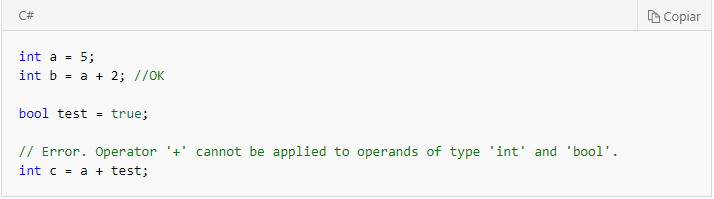 C#
Copiar
int a = 5;
int b = a + 2; //OK
bool test = true;
// Error. Operator '+' cannot be applied to operands of type 'int' and 'bool'.
int c = a + test;